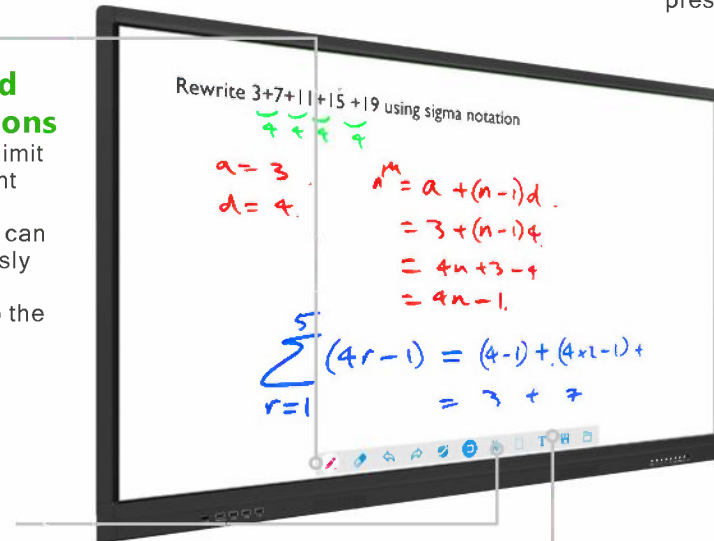 pres
d
ons
imit
nt
can
sly
the
Rewrite 3+7+11+15 +19 using sigma notation
4 4 4 4
a = 3
d = 4
nth = a + (n-1)d
= 3 + (n-1)4
= 4n + 3 - 4
= 4n - 1
5
∑ (4r - 1) = (4-1) + (4×2-1) +
r=1
= 3 + 7
T